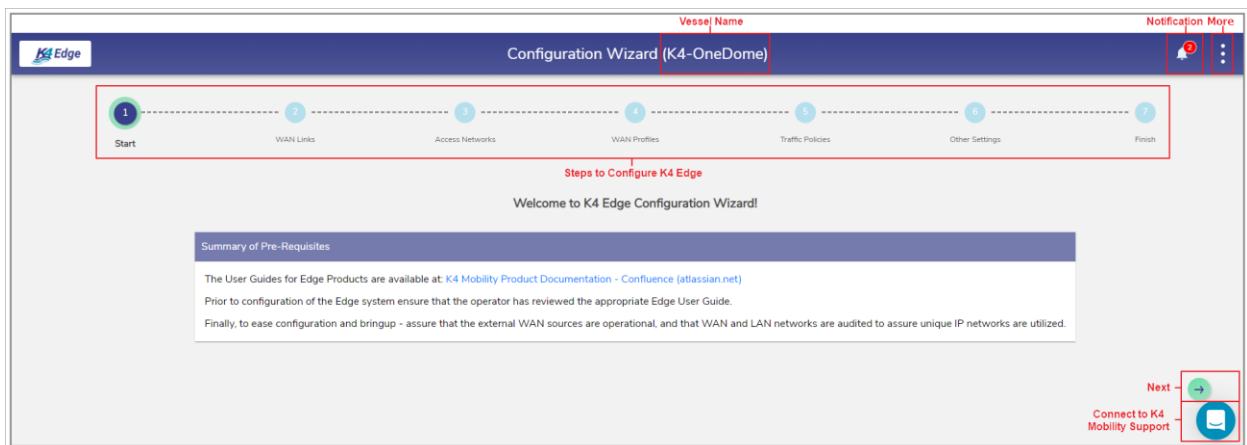 Vessel Name
Notification More
K4 Edge
Configuration Wizard (K4-OneDome)
2
1
2
3
4
5
6
7
Start
WAN Links
Access Networks
WAN Profiles
Traffic Policies
Other Settings
Finish
Steps to Configure K4 Edge
Welcome to K4 Edge Configuration Wizard!
Summary of Pre-Requisites
The User Guides for Edge Products are available at: K4 Mobility Product Documentation - Confluence (atlassian.net)
Prior to configuration of the Edge system ensure that the operator has reviewed the appropriate Edge User Guide.
Finally, to ease configuration and bringup - assure that the external WAN sources are operational, and that WAN and LAN networks are audited to assure unique IP networks are utilized.
Next
Connect to K4
Mobility Support